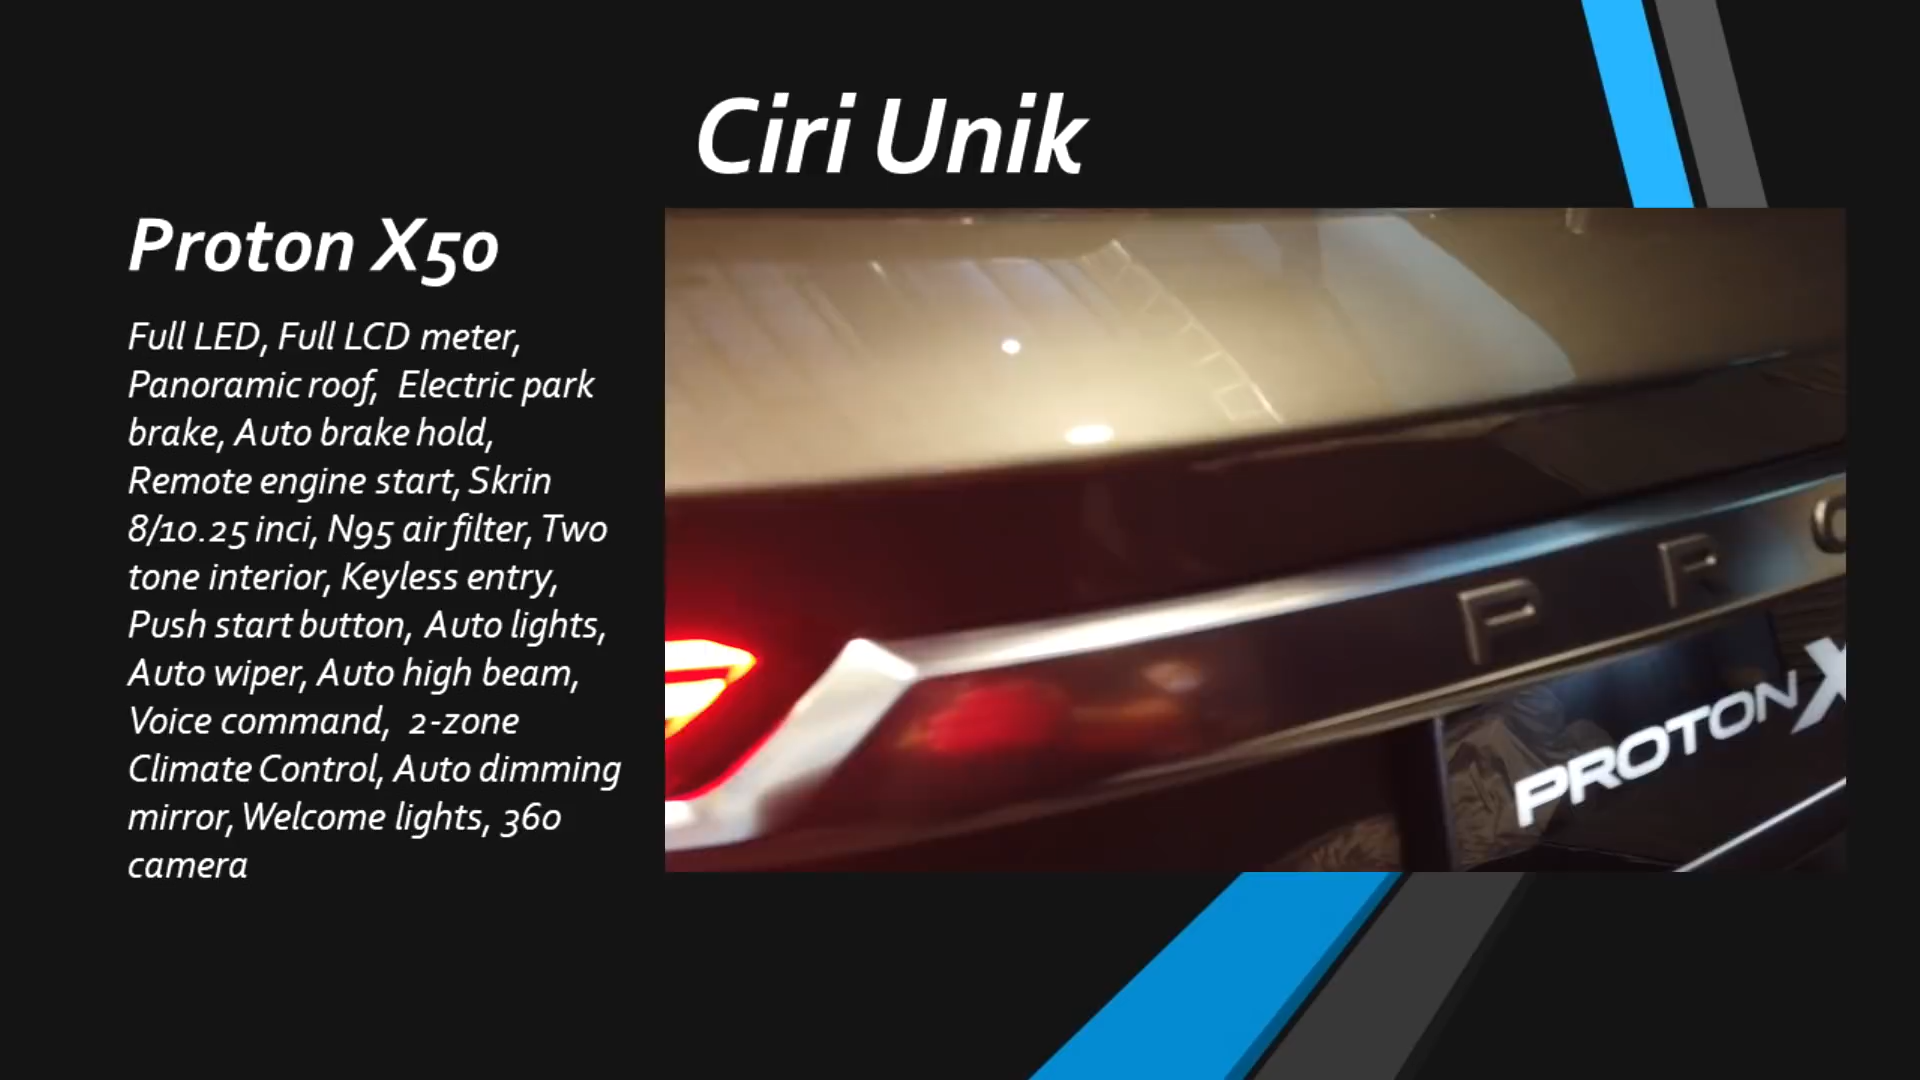 Ciri Unik
Proton X50
Full LED, Full LCD meter,
Panoramic roof, Electric park
brake, Auto brake hold,
Remote engine start, Skrin
8/10.25 inci, N95 air filter, Two
tone interior, Keyless entry,
Push start button, Auto lights,
Auto wiper, Auto high beam,
Voice command, 2-zone
Climate Control, Auto dimming
mirror, Welcome lights, 360
camera
P R O
PROTON X